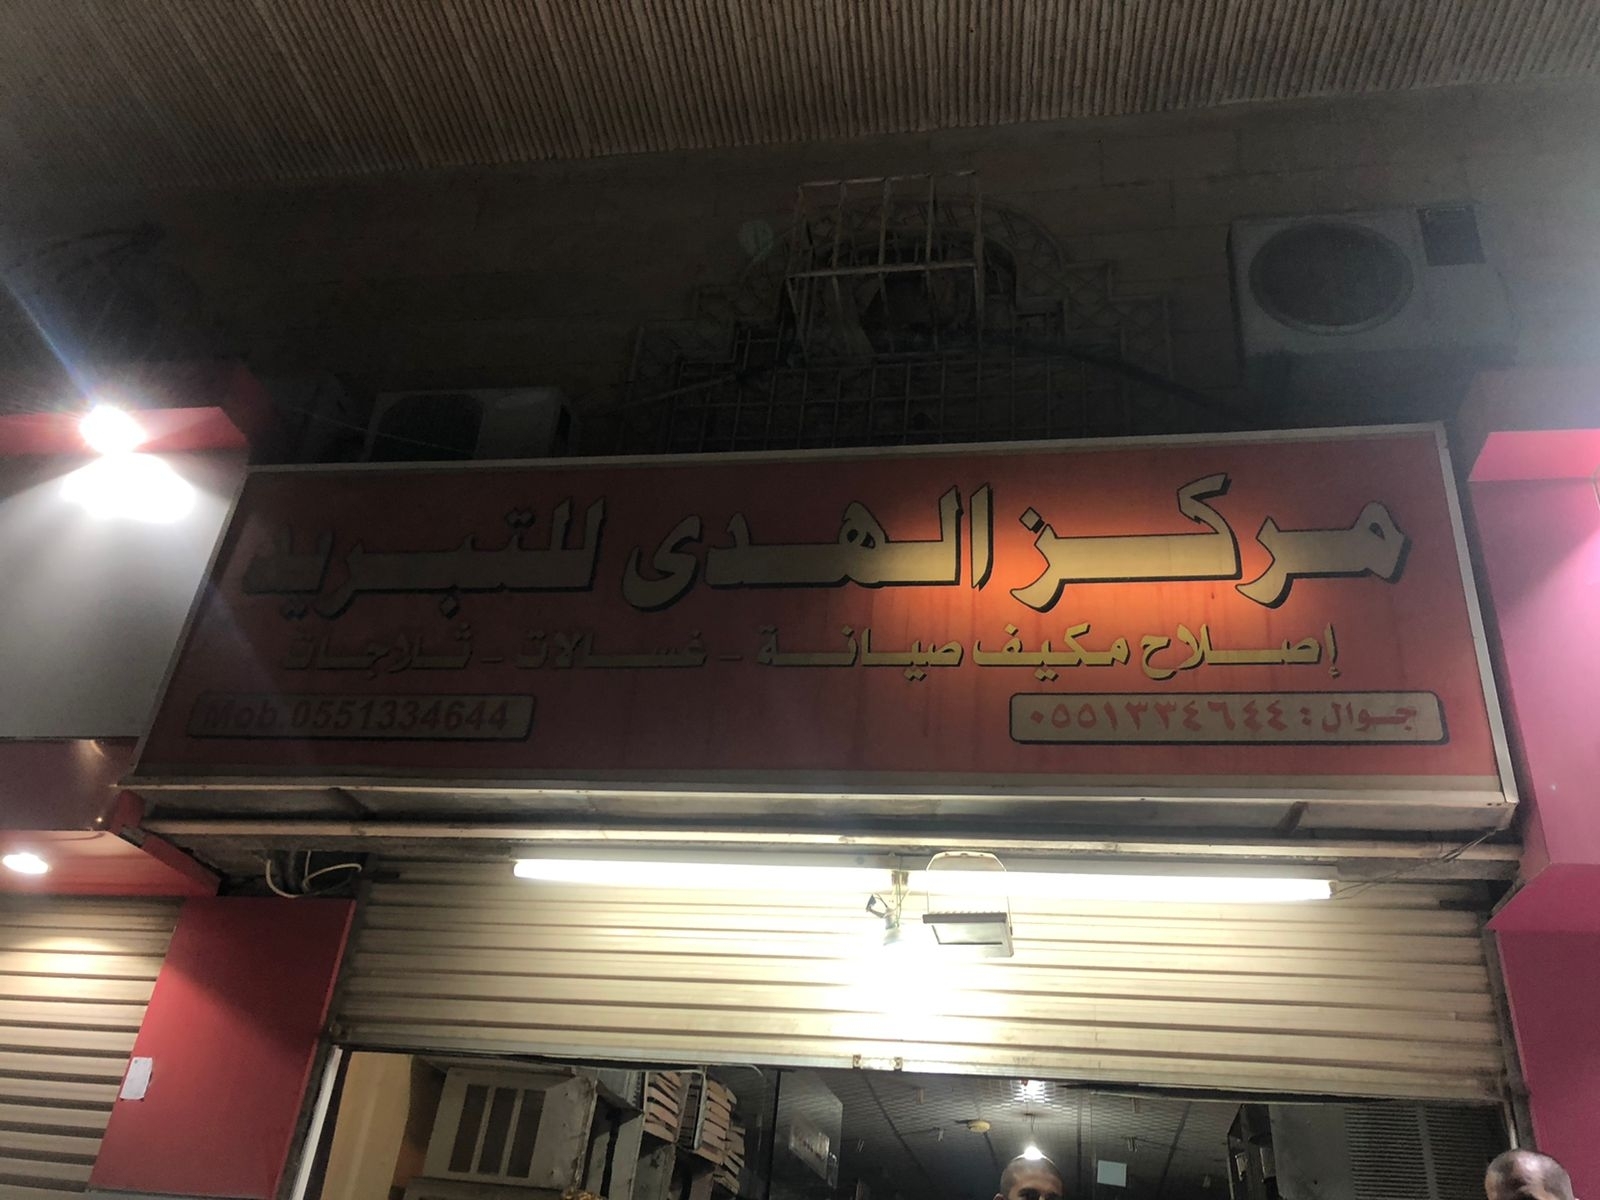 مركز الهدى للتبريد
إصلاح مكيف صيانة - غسالات - ثلاجات
جوال : ٠٥٥١٣٣٤٦٤٤
Mob.0551334644